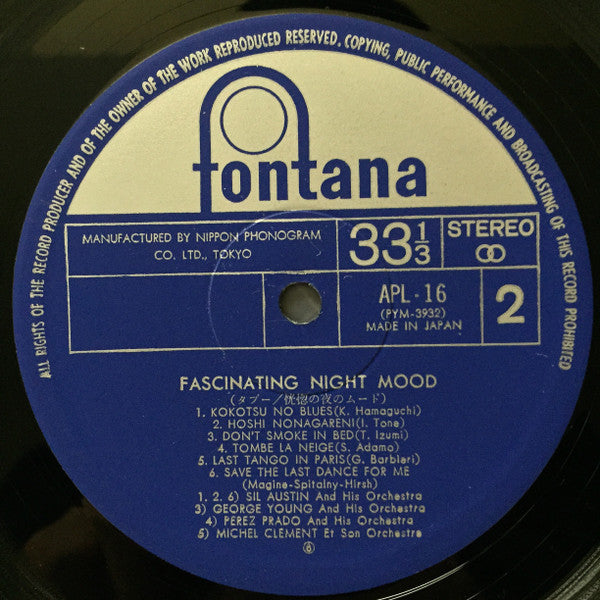 ALL RIGHTS OF THE RECORD PRODUCER AND OF THE OWNER OF THE WORK REPRODUCED RESERVED. COPYING, PUBLIC PERFORMANCE AND BROADCASTING OF THIS RECORD PROHIBITED
fontana
MANUFACTURED BY NIPPON PHONOGRAM
CO. LTD., TOKYO
33 1/3
STEREO
APL-16
(PYM-3932)
MADE IN JAPAN
2
FASCINATING NIGHT MOOD
(タブー/恍惚の夜のムード)
1. KOKOTSU NO BLUES(K. Hamaguchi)
2. HOSHI NONAGARENI(I. Tone)
3. DON'T SMOKE IN BED(T. Izumi)
4. TOMBE LA NEIGE(S. Adamo)
5. LAST TANGO IN PARIS(G. Barbieri)
6. SAVE THE LAST DANCE FOR ME
(Magine-Spitalny-Hirsh)
1. 2. 6) SIL AUSTIN And His Orchestra
3) GEORGE YOUNG And His Orchestra
4) PEREZ PRADO And His Orchestra
5) MICHEL CLEMENT Et Son Orchestre